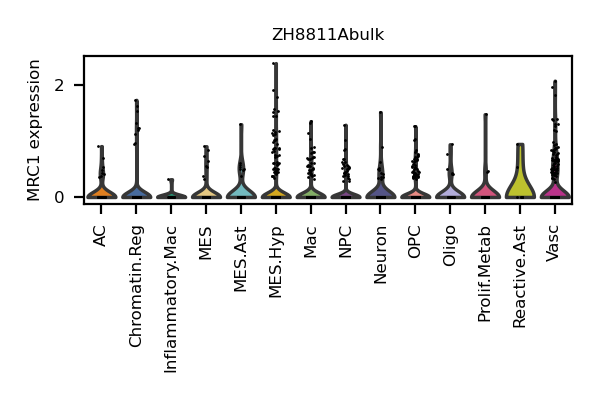 ZH8811Abulk
MRC1 expression
2
0
AC
Chromatin.Reg
Inflammatory.Mac
MES
MES.Ast
MES.Hyp
Mac
NPC
Neuron
OPC
Oligo
Prolif.Metab
Reactive.Ast
Vasc